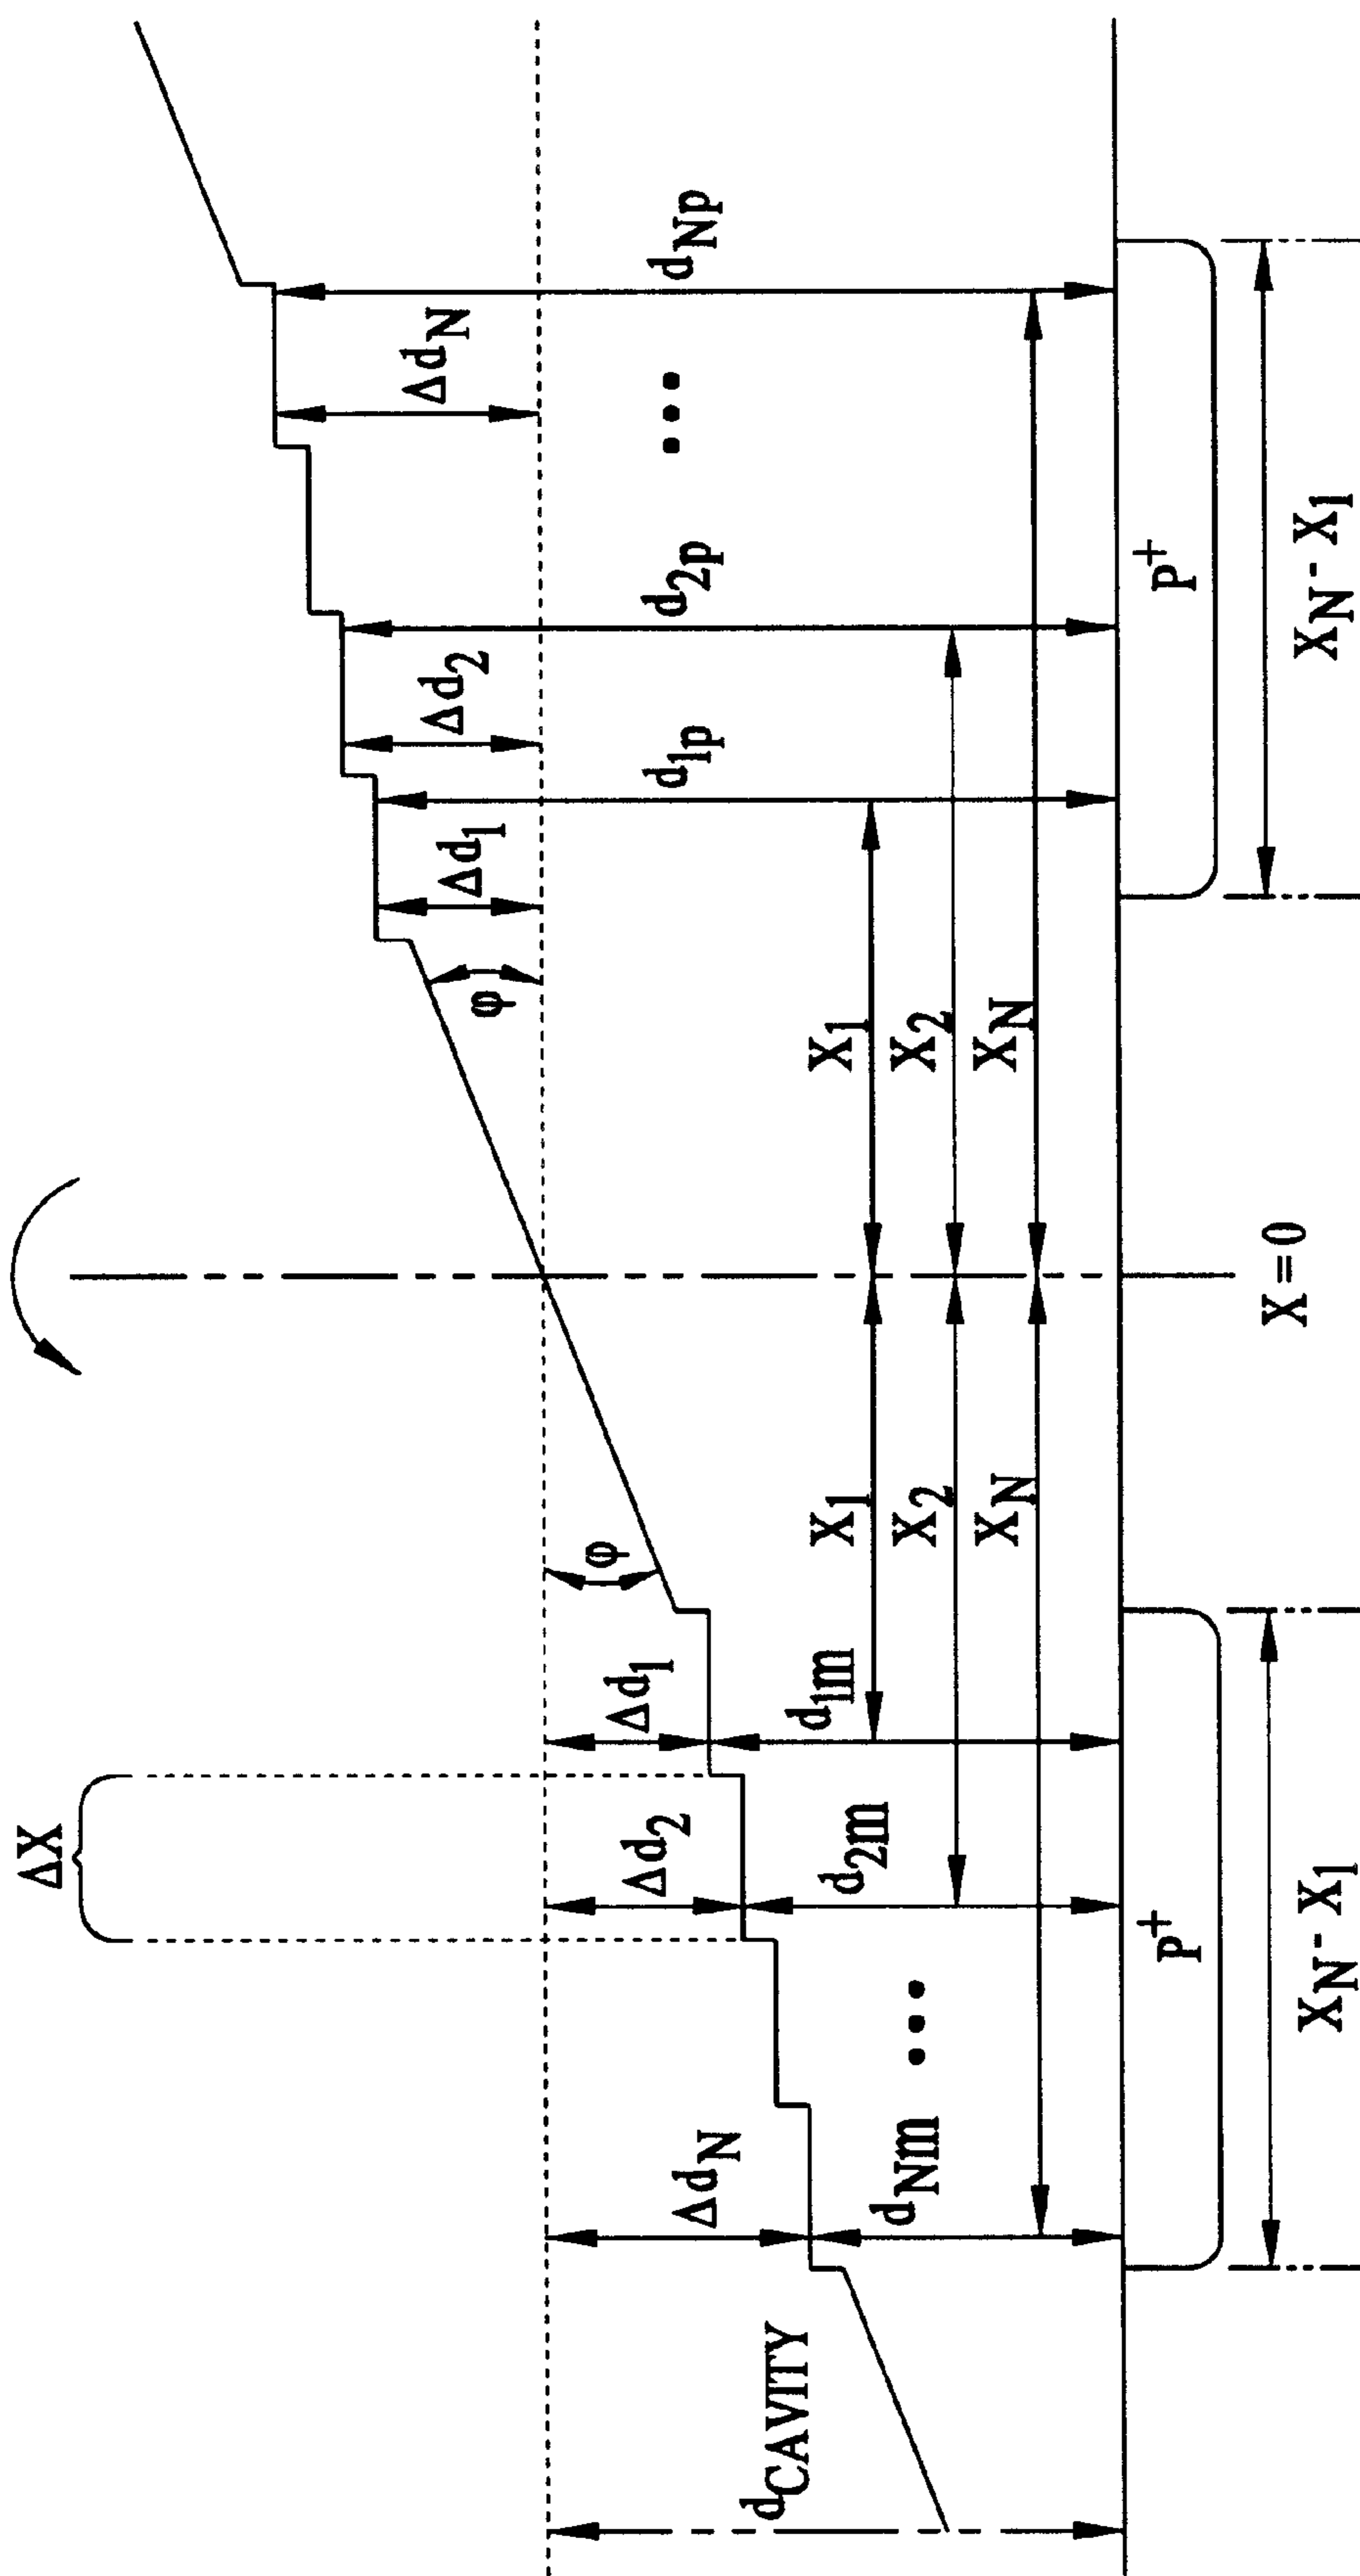 ΔX
d_CAVITY
Δd_N
Δd_2
Δd_1
φ
φ
Δd_1
Δd_2
Δd_N
d_Nm
•••
d_2m
d_1m
d_1p
d_2p
•••
d_Np
X_1
X_1
X_2
X_2
X_N
X_N
P^+
P^+
X_N - X_1
X = 0
X_N - X_1